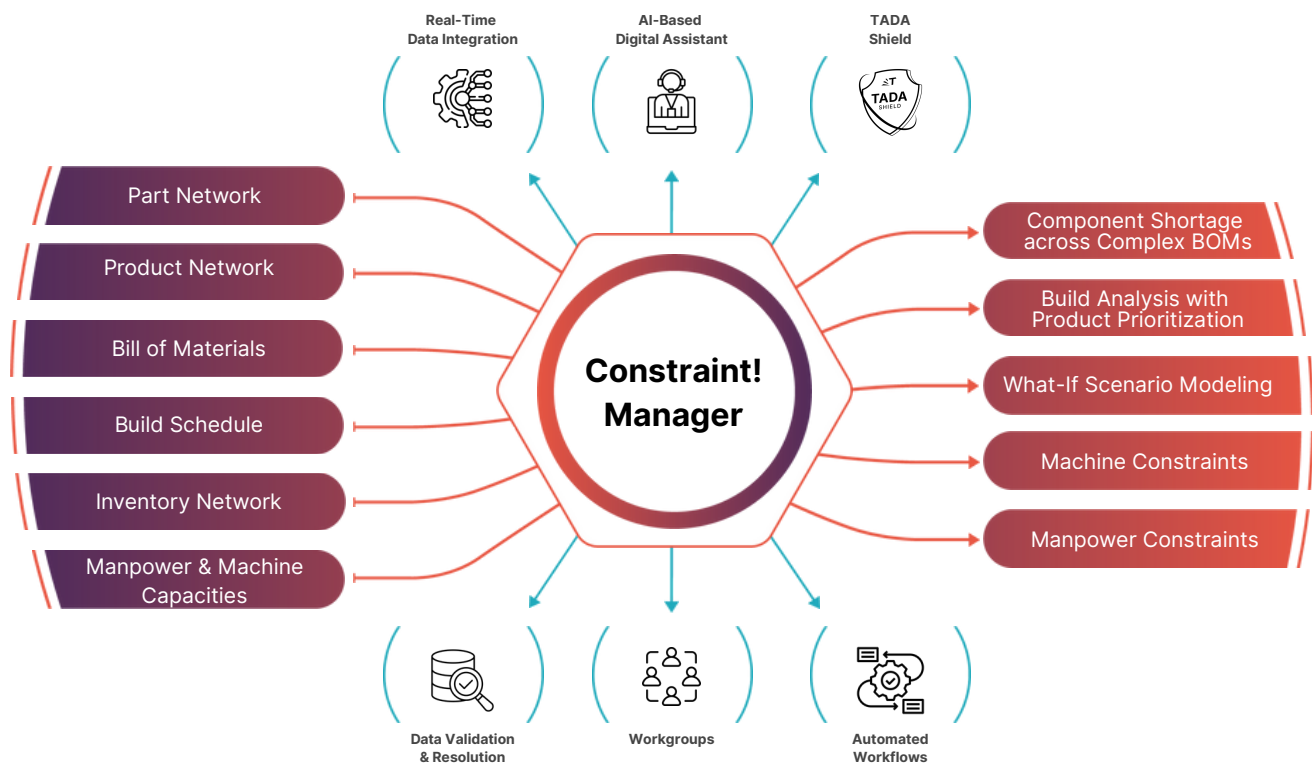 Real-Time
Data Integration
AI-Based
Digital Assistant
TADA
Shield
T
TADA
SHIELD
Part Network
Product Network
Bill of Materials
Build Schedule
Inventory Network
Manpower & Machine
Capacities
Constraint!
Manager
Component Shortage
across Complex BOMs
Build Analysis with
Product Prioritization
What-If Scenario Modeling
Machine Constraints
Manpower Constraints
Data Validation
& Resolution
Workgroups
Automated
Workflows